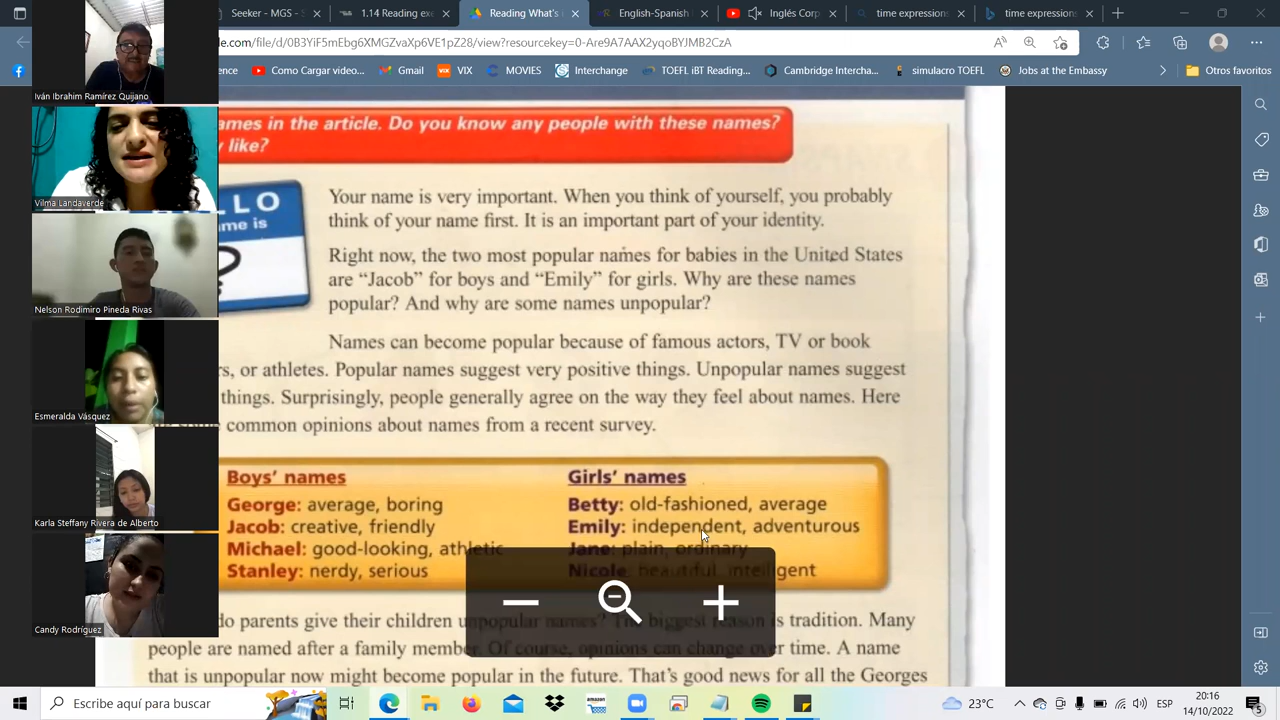 Seeker - MGS -
1.14 Readings
Reading What's i
English-Spanish
Inglés Corp
time expressions
time expressions
le.com/file/d/0B3YiF5mEbg6XMGZvaXp6VE1pZ28/view?resourcekey=0-Are9A7AAX2yqoBYJMB2CzA
ence
Como Cargar video...
Gmail
VIX
MOVIES
Interchange
TOEFL iBT Reading...
Cambridge Intercha...
simulacro TOEFL
Jobs at the Embassy
Otros favoritos
Iván Ibrahim Ramírez Quijano
Vilma Landaverde
Nelson Rodimiro Pineda Rivas
Esmeralda Vásquez
Karla Steffany Rivera de Alberto
Candy Rodríguez
ames in the article. Do you know any people with these names?
y like?
LLO
me is
?
Your name is very important. When you think of yourself, you probably
think of your name first. It is an important part of your identity.
Right now, the two most popular names for babies in the United States
are “Jacob” for boys and “Emily” for girls. Why are these names
popular? And why are some names unpopular?
Names can become popular because of famous actors, TV or book
rs, or athletes. Popular names suggest very positive things. Unpopular names suggest
things. Surprisingly, people generally agree on the way they feel about names. Here
common opinions about names from a recent survey.
Boys’ names
George: average, boring
Jacob: creative, friendly
Michael: good-looking, athletic
Stanley: nerdy, serious
Girls’ names
Betty: old-fashioned, average
Emily: independent, adventurous
Jane: plain, ordinary
Nicole: beautiful, intelligent
do parents give their children unpopular names? The biggest reason is tradition. Many
people are named after a family member. Of course, opinions can change over time. A name
that is unpopular now might become popular in the future. That’s good news for all the Georges
Escribe aquí para buscar
amazon
23°C
ESP
20:16
14/10/2022
5